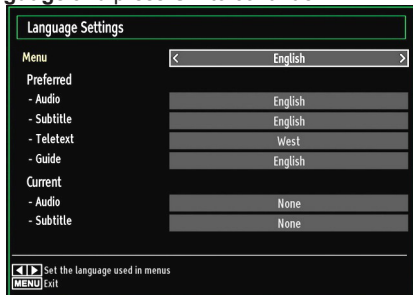 Language Settings
Menu < English >
Preferred
- Audio English
- Subtitle English
- Teletext West
- Guide English
Current
- Audio None
- Subtitle None
Set the language used in menus
MENU Exit